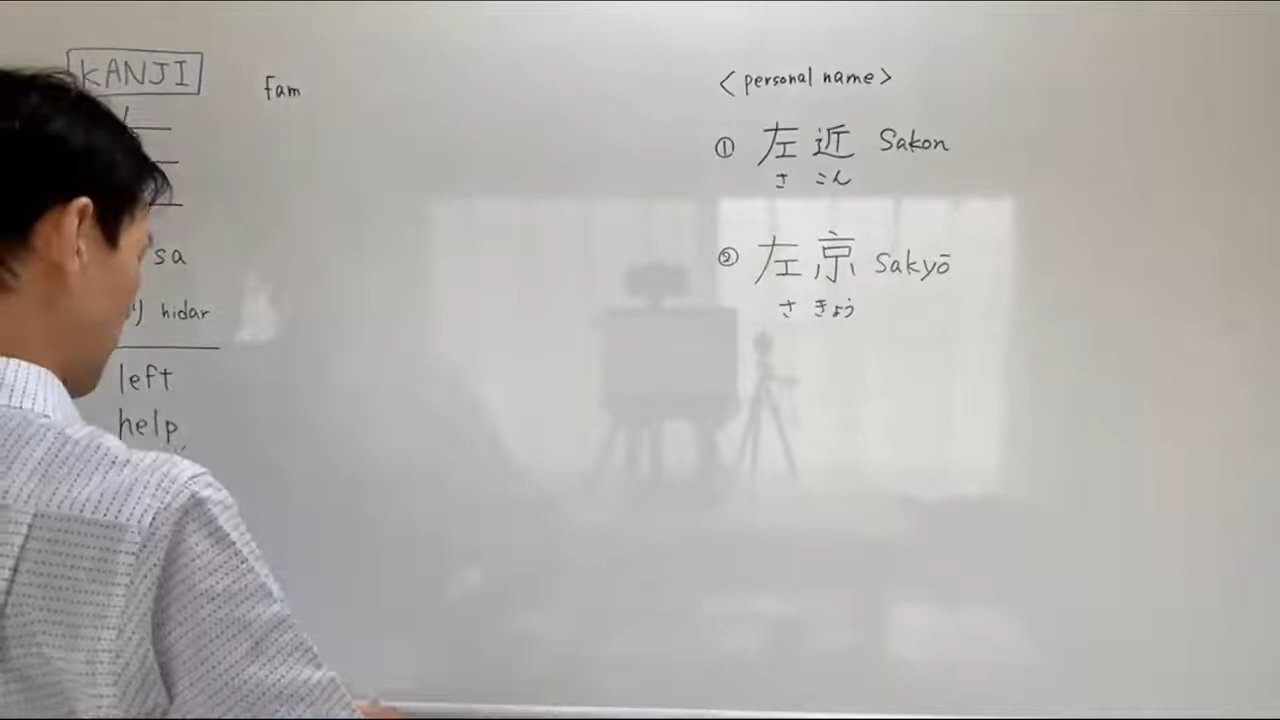 KANJI
sa
り hidar
left
help
Fam
<personal name>
① 左近 Sakon
さ こん
② 左京 Sakyō
さ きょう